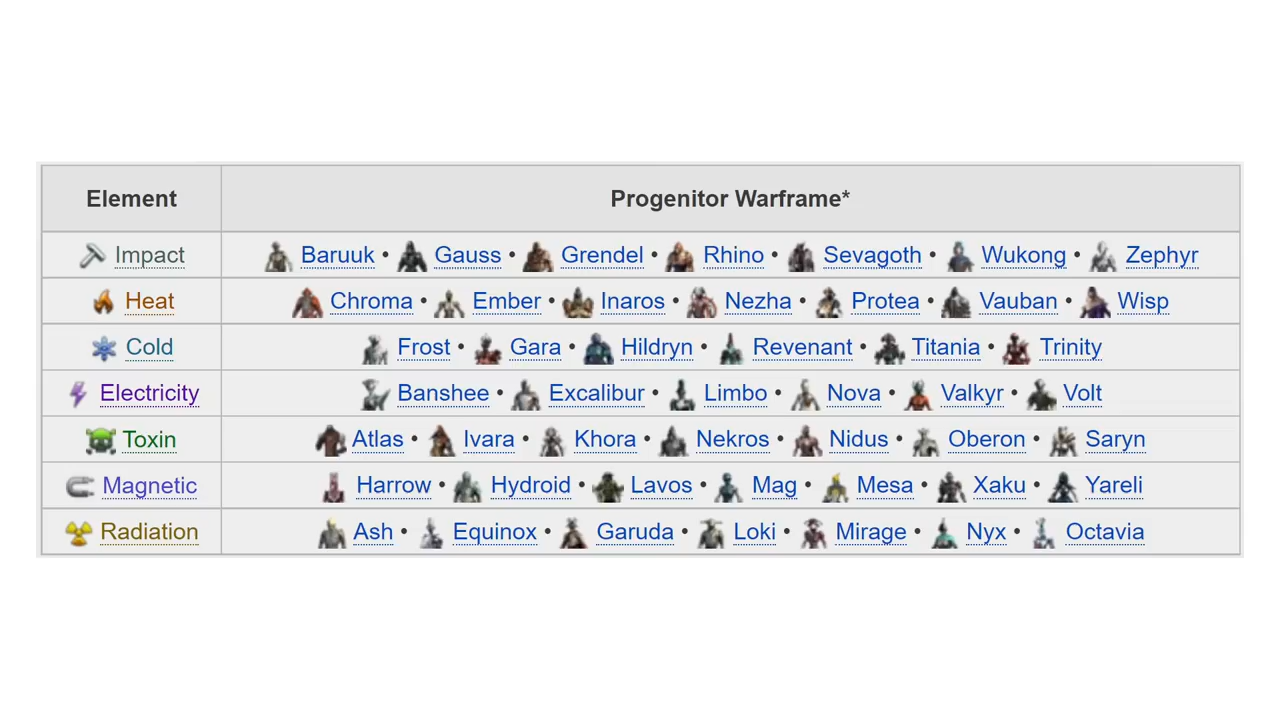 Element Progenitor Warframe*
Impact Baruuk • Gauss • Grendel • Rhino • Sevagoth • Wukong • Zephyr
Heat Chroma • Ember • Inaros • Nezha • Protea • Vauban • Wisp
Cold Frost • Gara • Hildryn • Revenant • Titania • Trinity
Electricity Banshee • Excalibur • Limbo • Nova • Valkyr • Volt
Toxin Atlas • Ivara • Khora • Nekros • Nidus • Oberon • Saryn
Magnetic Harrow • Hydroid • Lavos • Mag • Mesa • Xaku • Yareli
Radiation Ash • Equinox • Garuda • Loki • Mirage • Nyx • Octavia